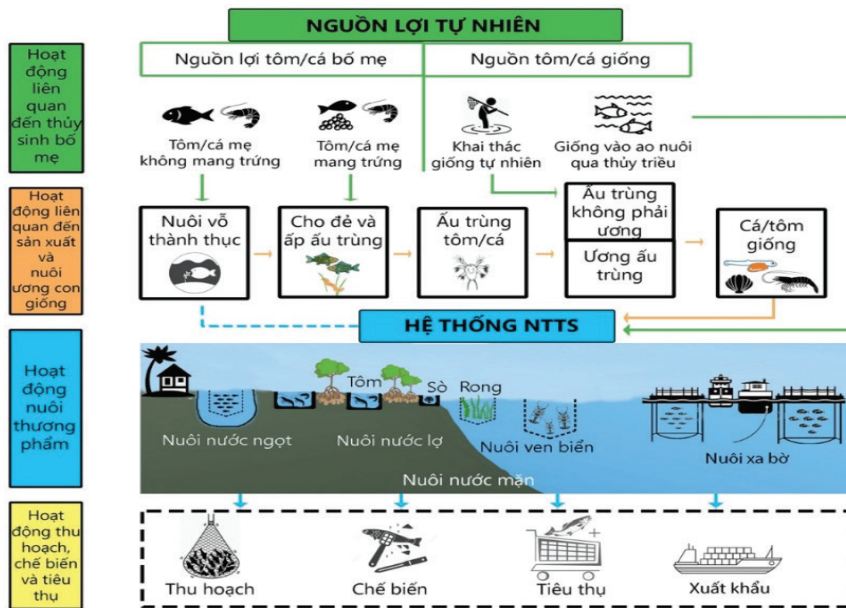 NGUỒN LỢI TỰ NHIÊN
Hoạt
động liên
quan
đến thủy
sinh bố
mẹ
Nguồn lợi tôm/cá bố mẹ
Nguồn tôm/cá giống
Tôm/cá mẹ
không mang trứng
Tôm/cá mẹ
mang trứng
Khai thác
giống tự nhiên
Giống vào ao nuôi
qua thủy triều
Hoạt
động liên
quan đến
sản xuất
và
nuôi
ương con
giống
Nuôi vỗ
thành thục
Cho đẻ và
ấp ấu trùng
Ấu trùng
tôm/cá
Ấu trùng
không phải
ương
Ương ấu
trùng
Cá/tôm
giống
HỆ THỐNG NTTS
Hoạt
động
nuôi
thương
phẩm
Tôm
Sò
Rong
Nuôi nước ngọt
Nuôi nước lợ
Nuôi ven biển
Nuôi xa bờ
Nuôi nước mặn
Hoạt
động thu
hoạch,
chế biến
và tiêu
thụ
Thu hoạch
Chế biến
Tiêu thụ
Xuất khẩu